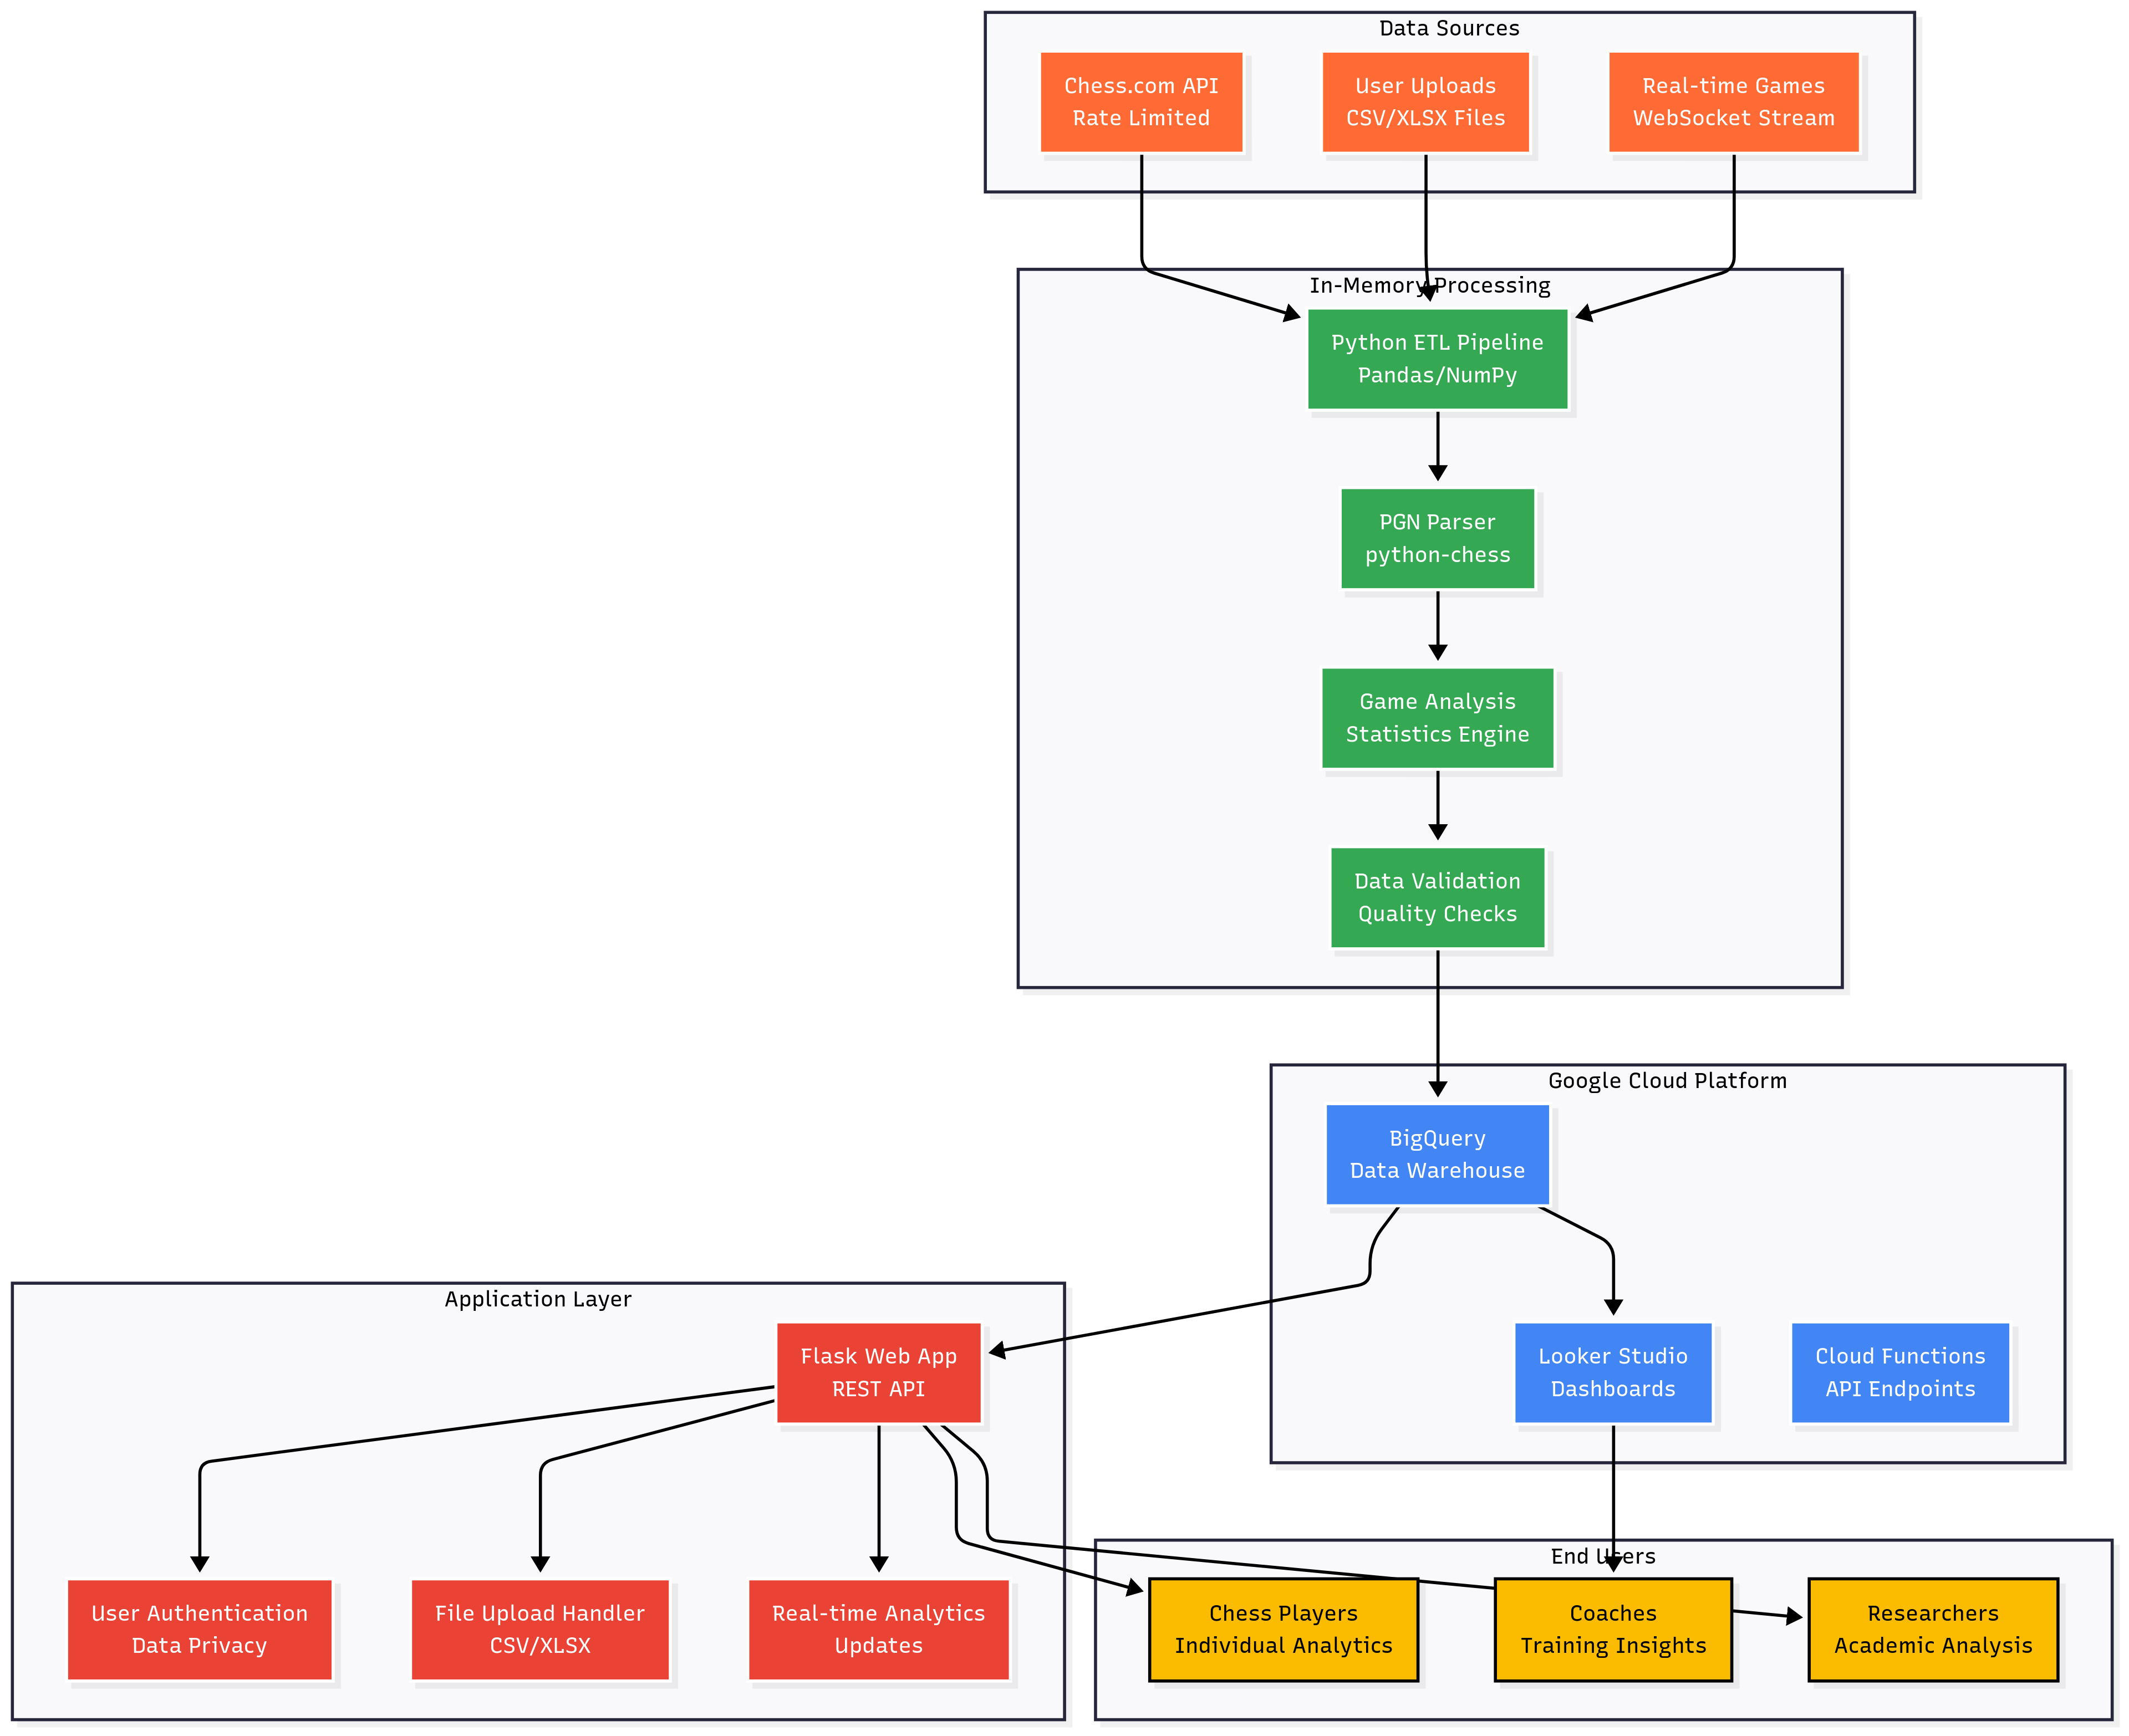 Data Sources
Chess.com API
Rate Limited
User Uploads
CSV/XLSX Files
Real-time Games
WebSocket Stream
In-Memory Processing
Python ETL Pipeline
Pandas/NumPy
PGN Parser
python-chess
Game Analysis
Statistics Engine
Data Validation
Quality Checks
Google Cloud Platform
BigQuery
Data Warehouse
Looker Studio
Dashboards
Cloud Functions
API Endpoints
Application Layer
Flask Web App
REST API
User Authentication
Data Privacy
File Upload Handler
CSV/XLSX
Real-time Analytics
Updates
End Users
Chess Players
Individual Analytics
Coaches
Training Insights
Researchers
Academic Analysis